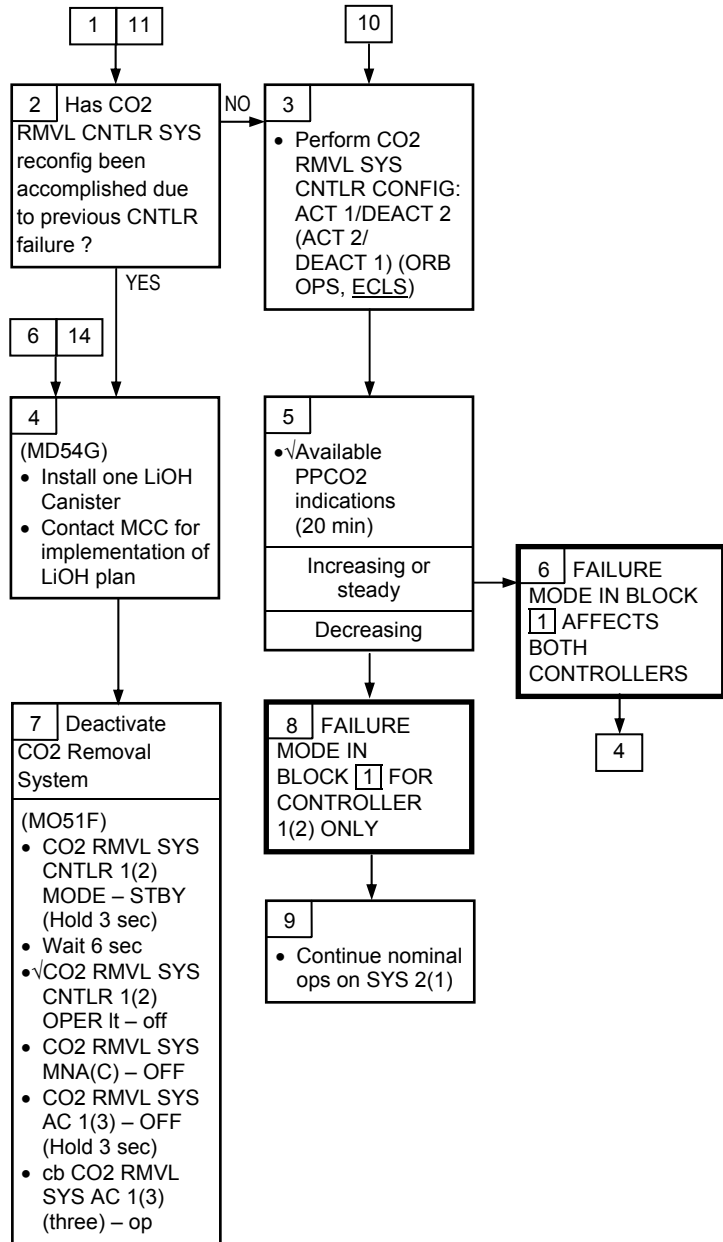 1 11
2 Has CO2
RMVL CNTLR SYS
reconfig been
accomplished due
to previous CNTLR
failure ?
NO
YES
10
3
• Perform CO2
RMVL SYS
CNTLR CONFIG:
ACT 1/DEACT 2
(ACT 2/
DEACT 1) (ORB
OPS, ECLS)
6 14
4
(MD54G)
• Install one LiOH
Canister
• Contact MCC for
implementation of
LiOH plan
5
•√Available
PPCO2
indications
(20 min)
Increasing or
steady
Decreasing
6 FAILURE
MODE IN BLOCK
1 AFFECTS
BOTH
CONTROLLERS
4
7 Deactivate
CO2 Removal
System
(MO51F)
• CO2 RMVL SYS
CNTLR 1(2)
MODE – STBY
(Hold 3 sec)
• Wait 6 sec
•√CO2 RMVL SYS
CNTLR 1(2)
OPER lt – off
• CO2 RMVL SYS
MNA(C) – OFF
• CO2 RMVL SYS
AC 1(3) – OFF
(Hold 3 sec)
• cb CO2 RMVL
SYS AC 1(3)
(three) – op
8 FAILURE
MODE IN
BLOCK 1 FOR
CONTROLLER
1(2) ONLY
9
• Continue nominal
ops on SYS 2(1)